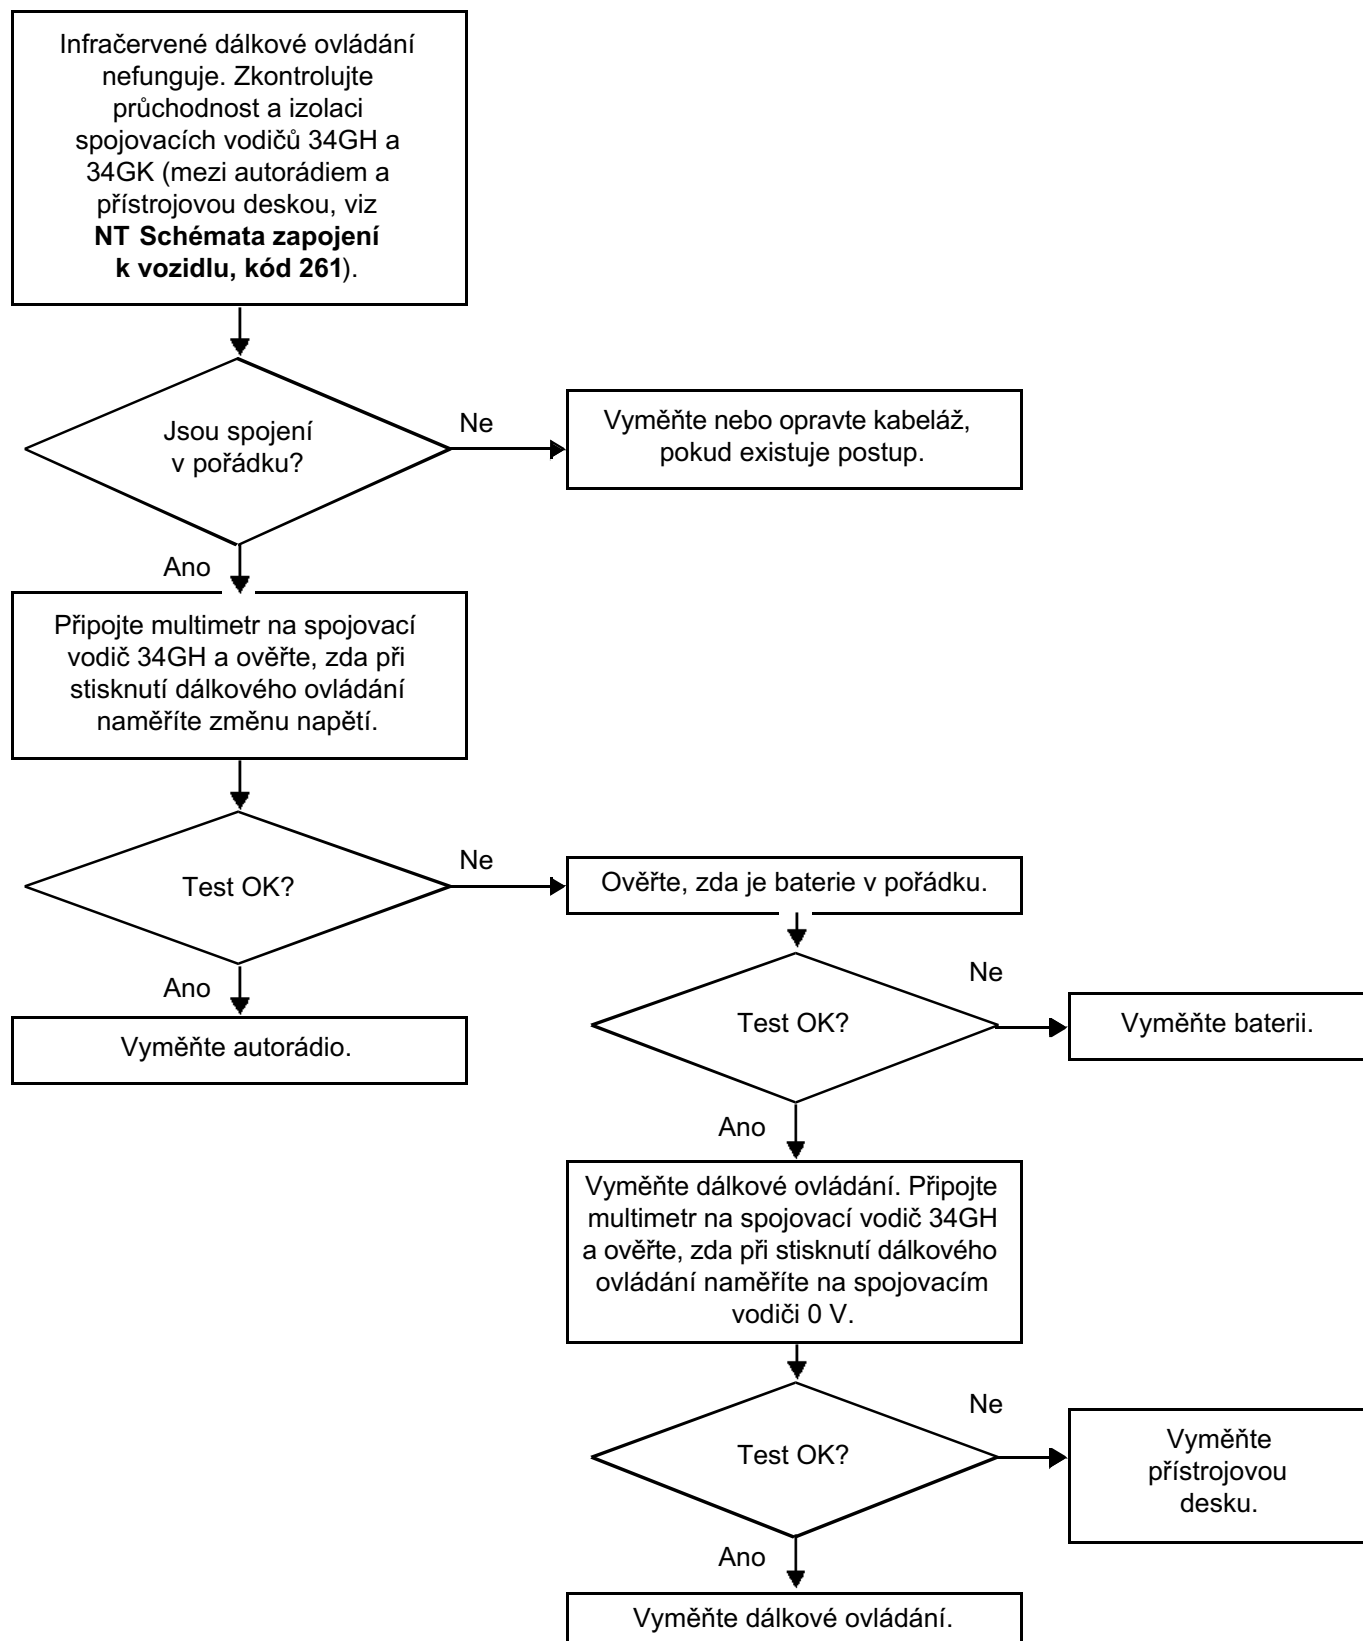 Infračervené dálkové ovládání
nefunguje. Zkontrolujte
průchodnost a izolaci
spojovacích vodičů 34GH a
34GK (mezi autorádiem a
přístrojovou deskou, viz
NT Schémata zapojení
k vozidlu, kód 261).
Jsou spojení
v pořádku?
Ne
Vyměňte nebo opravte kabeláž,
pokud existuje postup.
Ano
Připojte multimetr na spojovací
vodič 34GH a ověřte, zda při
stisknutí dálkového ovládání
naměříte změnu napětí.
Test OK?
Ne
Ověřte, zda je baterie v pořádku.
Ano
Vyměňte autorádio.
Test OK?
Ne
Vyměňte baterii.
Ano
Vyměňte dálkové ovládání. Připojte
multimetr na spojovací vodič 34GH
a ověřte, zda při stisknutí dálkového
ovládání naměříte na spojovacím
vodiči 0 V.
Test OK?
Ne
Vyměňte
přístrojovou
desku.
Ano
Vyměňte dálkové ovládání.